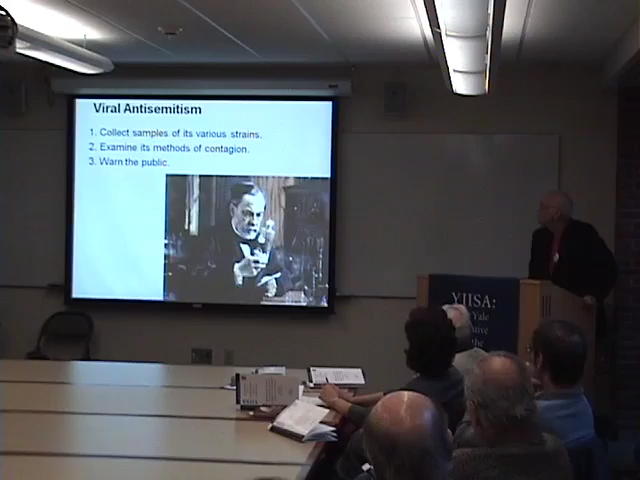 Viral Antisemitism
1. Collect samples of its various strains.
2. Examine its methods of contagion.
3. Warn the public.
YIISA:
Yale
the